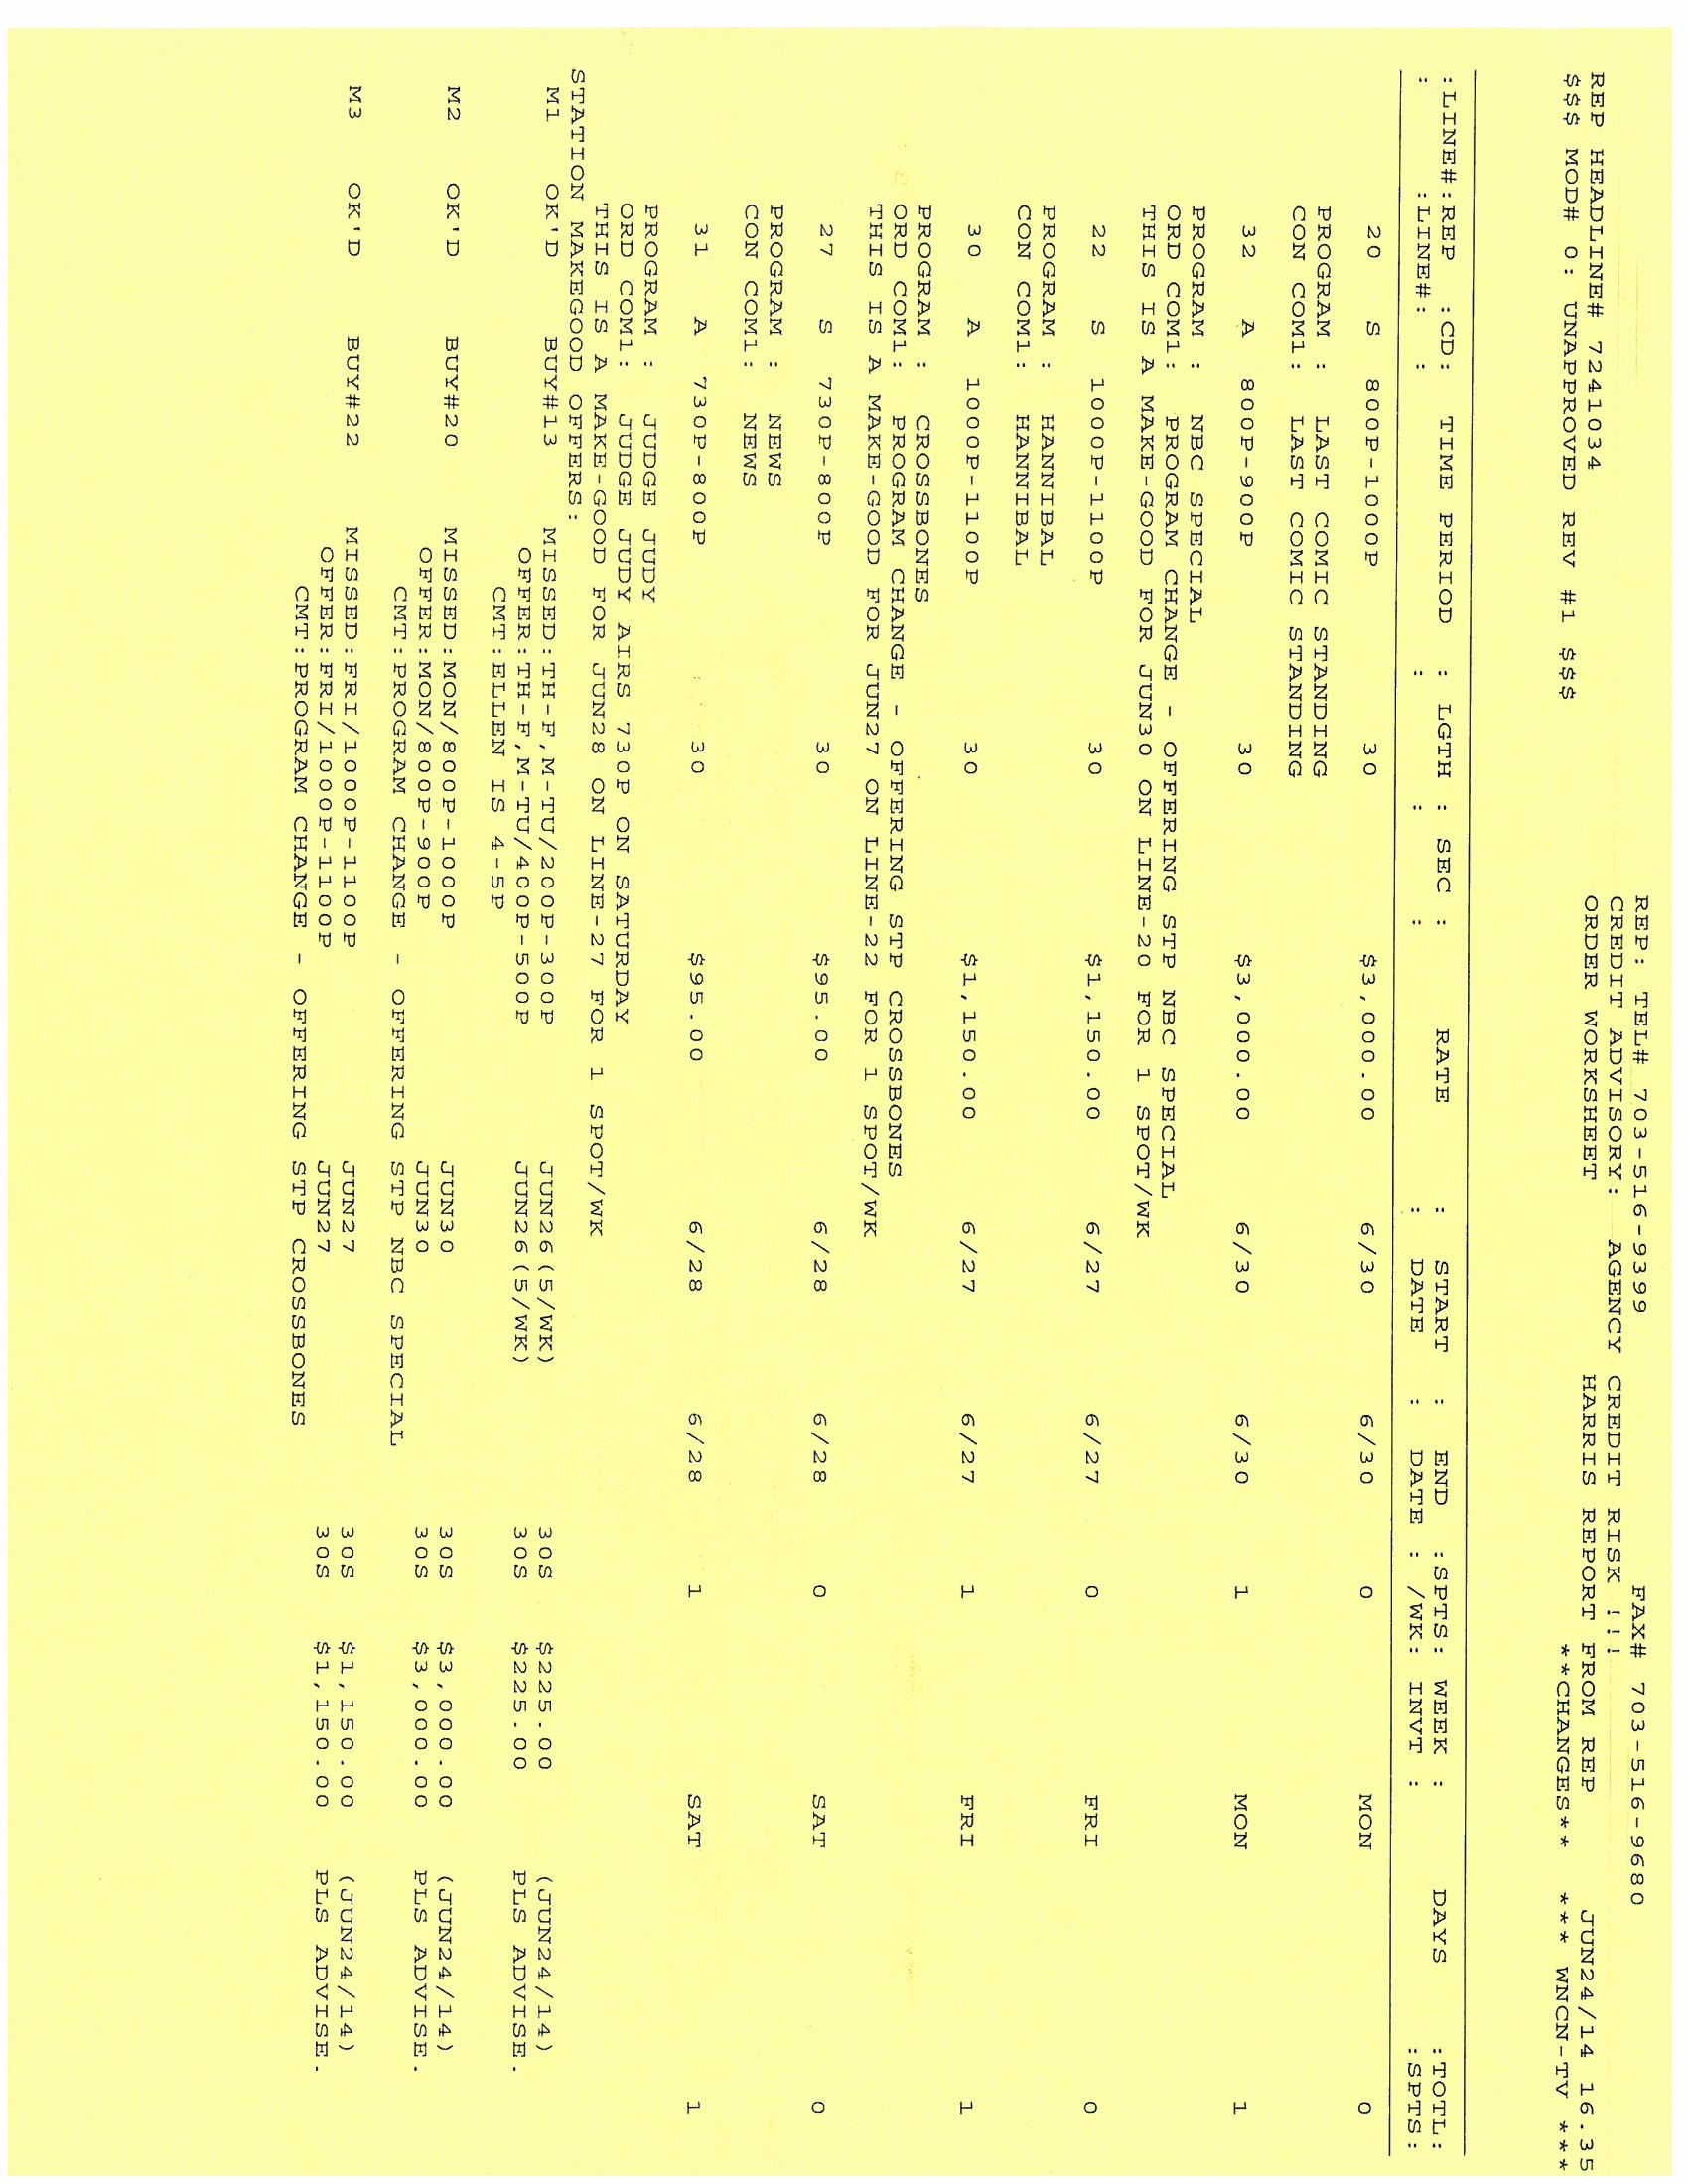 REP: TEL# 703-516-9399 FAX# 703-516-9680
CREDIT ADVISORY: AGENCY CREDIT RISK !!!
REP HEADLINE# 7241034 ORDER WORKSHEET HARRIS REPORT FROM REP JUN24/14 16.35
$$$ MOD# 0: UNAPPROVED REV #1 $$$ **CHANGES** *** WNCN-TV ***
:LINE#:REP :CD: TIME PERIOD : LGTH : SEC : RATE : START : END :SPTS: WEEK : DAYS :TOTL:
: :LINE#: : : : : : DATE : DATE : /WK: INVT : :SPTS:
20 S 800P-1000P 30 $3,000.00 6/30 6/30 0 MON 0
PROGRAM : LAST COMIC STANDING
CON COM1: LAST COMIC STANDING
32 A 800P-900P 30 $3,000.00 6/30 6/30 1 MON 1
PROGRAM : NBC SPECIAL
ORD COM1: PROGRAM CHANGE - OFFERING STP NBC SPECIAL
THIS IS A MAKE-GOOD FOR JUN30 ON LINE-20 FOR 1 SPOT/WK
22 S 1000P-1100P 30 $1,150.00 6/27 6/27 0 FRI 0
PROGRAM : HANNIBAL
CON COM1: HANNIBAL
30 A 1000P-1100P 30 $1,150.00 6/27 6/27 1 FRI 1
PROGRAM : CROSSBONES
ORD COM1: PROGRAM CHANGE - OFFERING STP CROSSBONES
THIS IS A MAKE-GOOD FOR JUN27 ON LINE-22 FOR 1 SPOT/WK
27 S 730P-800P 30 $95.00 6/28 6/28 0 SAT 0
PROGRAM : NEWS
CON COM1: NEWS
31 A 730P-800P 30 $95.00 6/28 6/28 1 SAT 1
PROGRAM : JUDGE JUDY
ORD COM1: JUDGE JUDY AIRS 730P ON SATURDAY
THIS IS A MAKE-GOOD FOR JUN28 ON LINE-27 FOR 1 SPOT/WK
STATION MAKEGOOD OFFERS:
M1 OK'D BUY#13 MISSED:TH-F,M-TU/200P-300P JUN26(5/WK) 30S $225.00 (JUN24/14)
OFFER:TH-F,M-TU/400P-500P JUN26(5/WK) 30S $225.00 PLS ADVISE.
CMT:ELLEN IS 4-5P
M2 OK'D BUY#20 MISSED:MON/800P-1000P JUN30 30S $3,000.00 (JUN24/14)
OFFER:MON/800P-900P JUN30 30S $3,000.00 PLS ADVISE.
CMT:PROGRAM CHANGE - OFFERING STP NBC SPECIAL
M3 OK'D BUY#22 MISSED:FRI/1000P-1100P JUN27 30S $1,150.00 (JUN24/14)
OFFER:FRI/1000P-1100P JUN27 30S $1,150.00 PLS ADVISE.
CMT:PROGRAM CHANGE - OFFERING STP CROSSBONES